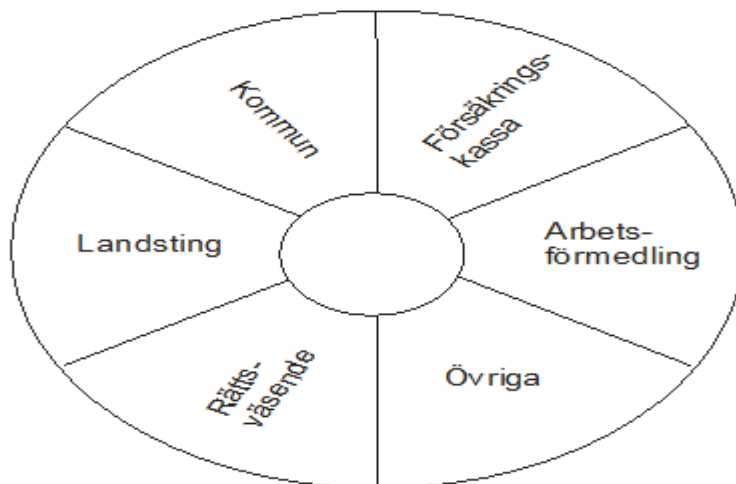 Kommun
Försäkrings-
kassa
Landsting
Arbets-
förmedling
Rätts-
väsende
Övriga